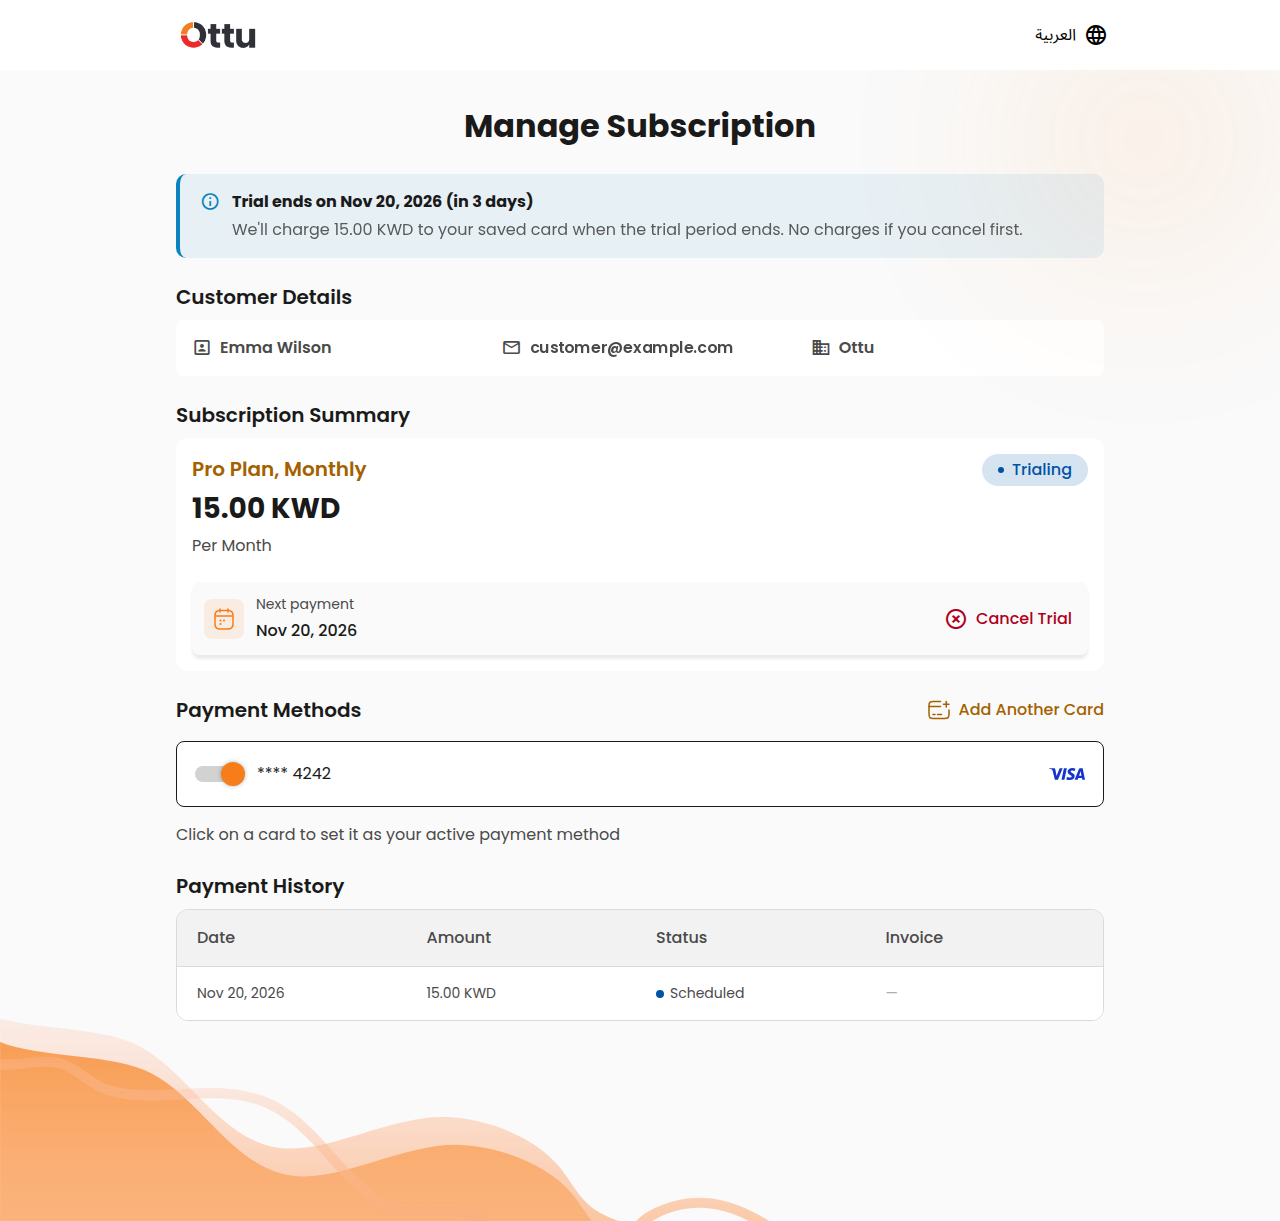 Ottu
العربية
Manage Subscription
Trial ends on Nov 20, 2026 (in 3 days)
We'll charge 15.00 KWD to your saved card when the trial period ends. No charges if you cancel first.
Customer Details
Emma Wilson
customer@example.com
Ottu
Subscription Summary
Pro Plan, Monthly
Trialing
15.00 KWD
Per Month
Next payment
Nov 20, 2026
Cancel Trial
Payment Methods
Add Another Card
**** 4242
VISA
Click on a card to set it as your active payment method
Payment History
Date Amount Status Invoice
Nov 20, 2026 15.00 KWD Scheduled —